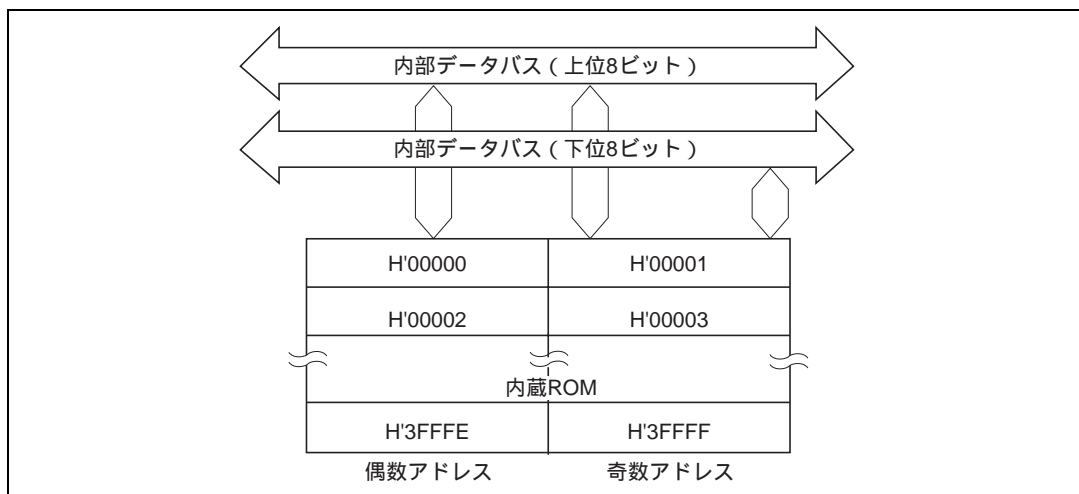 内部データバス（上位8ビット）
内部データバス（下位8ビット）
H'00000 H'00001
H'00002 H'00003
内蔵ROM
H'3FFFE H'3FFFF
偶数アドレス 奇数アドレス